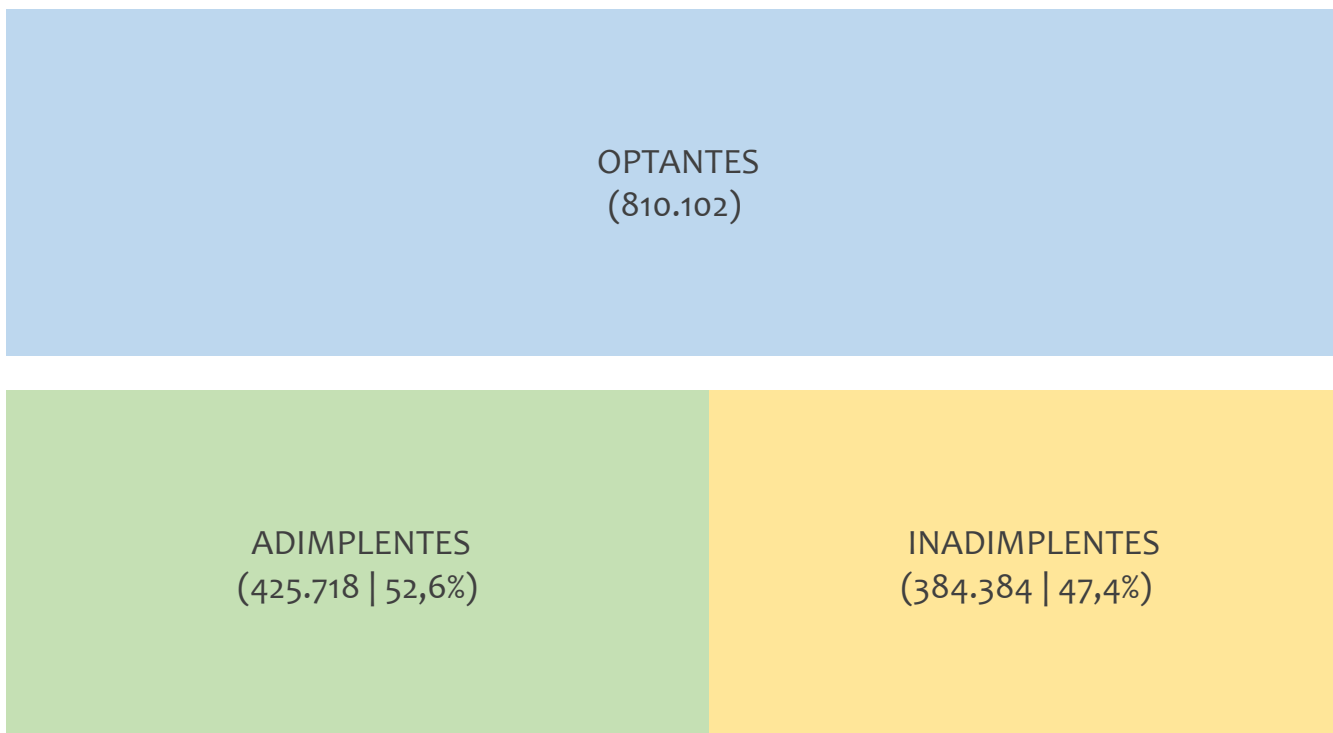 OPTANTES
(810.102)
ADIMPLENTES
(425.718 | 52,6%)
INADIMPLENTES
(384.384 | 47,4%)